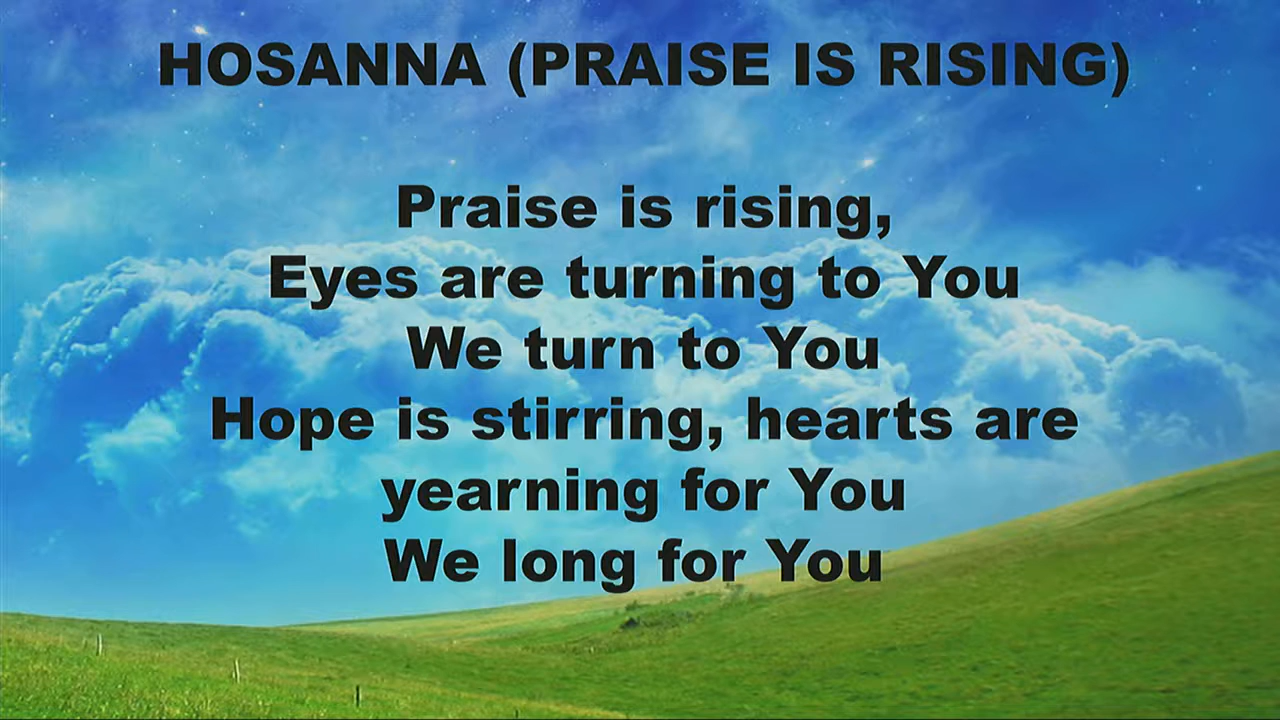 HOSANNA (PRAISE IS RISING)
Praise is rising,
Eyes are turning to You
We turn to You
Hope is stirring, hearts are
yearning for You
We long for You